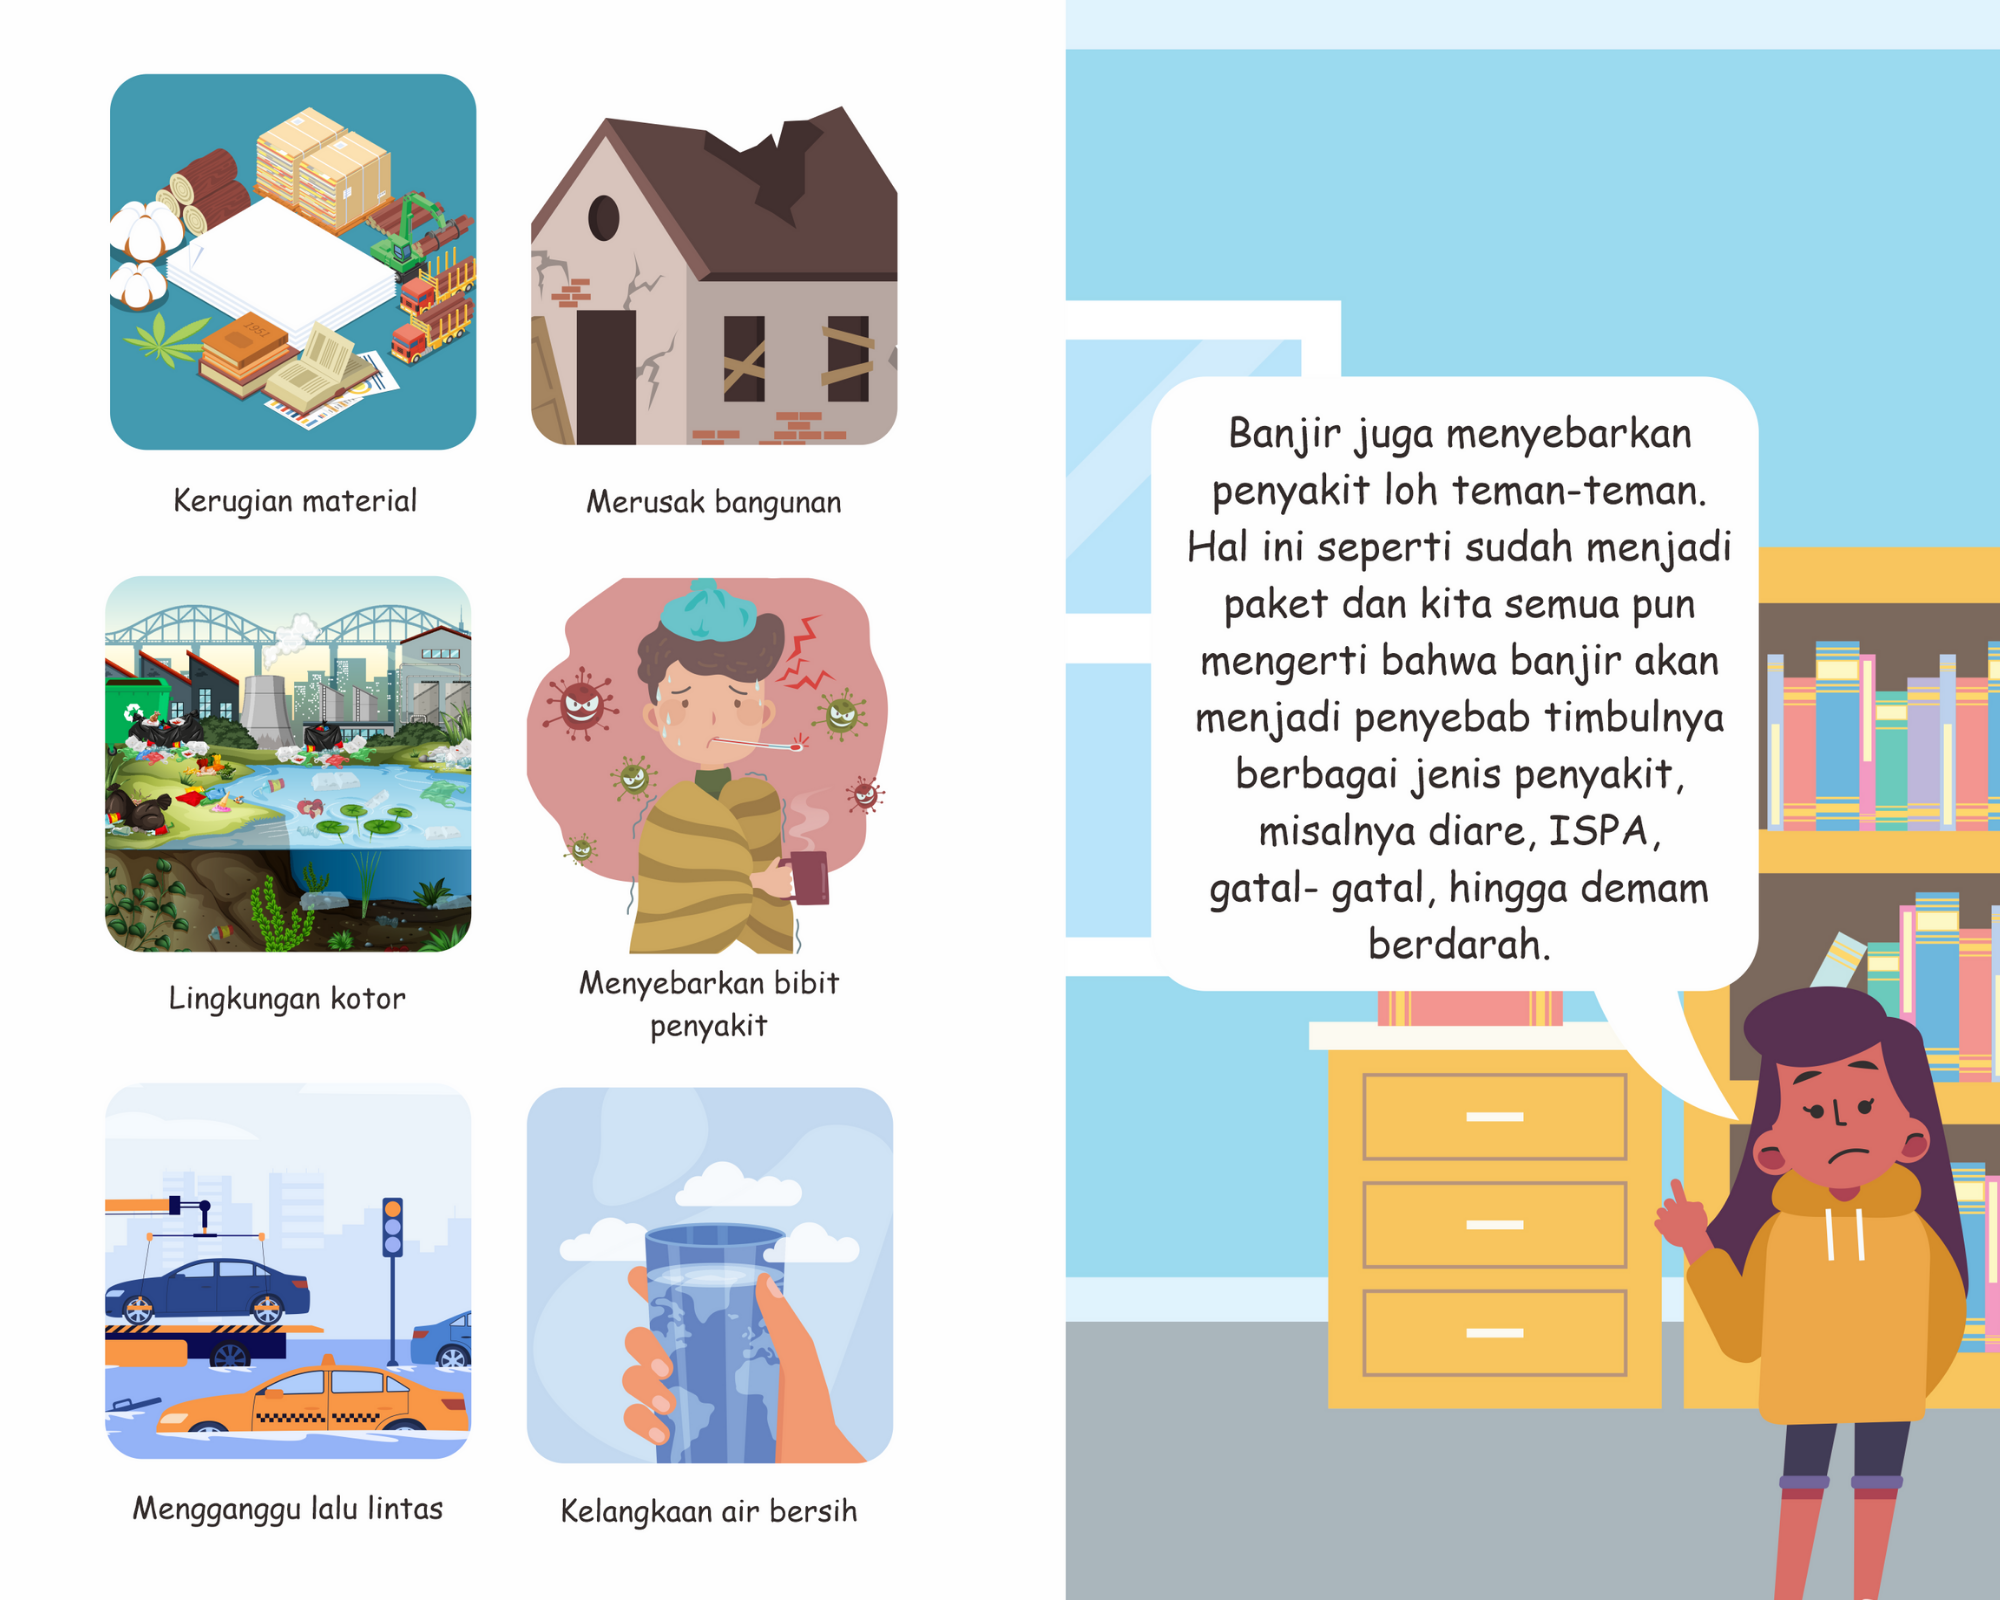 1951
Kerugian material
Merusak bangunan
Lingkungan kotor
Menyebarkan bibit
penyakit
Mengganggu lalu lintas
Kelangkaan air bersih
Banjir juga menyebarkan
penyakit loh teman-teman.
Hal ini seperti sudah menjadi
paket dan kita semua pun
mengerti bahwa banjir akan
menjadi penyebab timbulnya
berbagai jenis penyakit,
misalnya diare, ISPA,
gatal- gatal, hingga demam
berdarah.